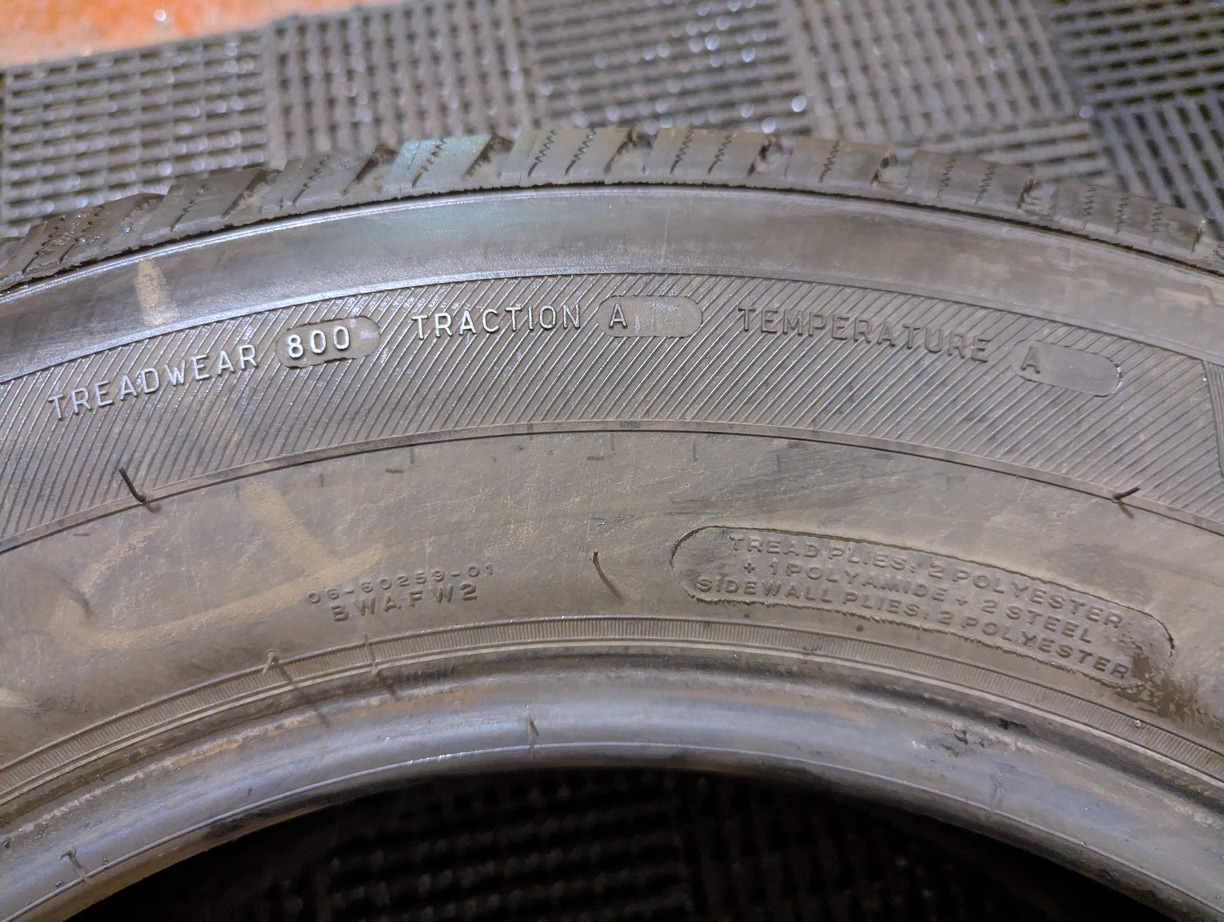 TREADWEAR 800 TRACTION A TEMPERATURE A
06-60259-01
BWAFW2
TREAD PLIES: 2 POLYESTER
+ 1 POLYAMIDE + 2 STEEL
SIDEWALL PLIES: 2 POLYESTER